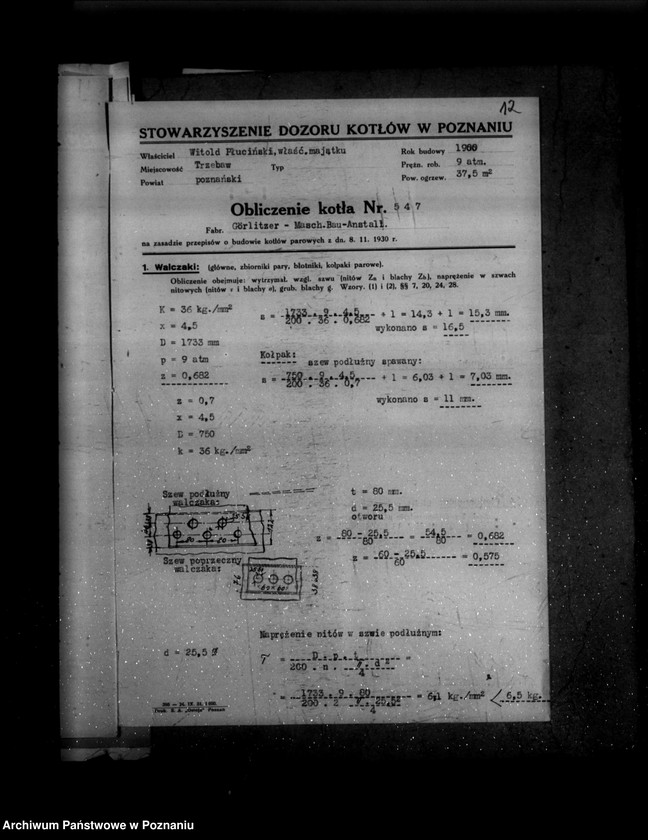 12
STOWARZYSZENIE DOZORU KOTŁÓW W POZNANIU
Właściciel Witold Płuciński, właśc. majątku Rok budowy 1900
Miejscowość Trzebaw Typ Prężn. rob. 9 atm.
Powiat poznański Pow. ogrzew. 37,5 m²
Obliczenie kotła Nr. 547
Fabr. Görlitzer - Masch.Bau-Anstalt.
na zasadzie przepisów o budowie kotłów parowych z dn. 8. 11. 1930 r.
1. Walczaki: (główne, zbiorniki pary, błotniki, kołpaki parowe).
Obliczenie obejmuje: wytrzymał. wzgl. szwu (nitów Zn i blachy Zb), naprężenie w szwach
nitowych (nitów τ i blachy σ), grub. blachy g. Wzory. (1) i (2), §§ 7, 20, 24, 28.
K = 36 kg./mm²
x = 4,5
D = 1733 mm
p = 9 atm
z = 0,682
s = 1733 . 9 . 4,5 / 200 . 36 . 0,682 + 1 = 14,3 + 1 = 15,3 mm.
wykonano s = 16,5
Kołpak: szew podłużny spawany:
s = 750 . 9 . 4,5 / 200 . 36 . 0,7 + 1 = 6,03 + 1 = 7,03 mm.
z = 0,7
x = 4,5
D = 750
k = 36 kg./mm²
wykonano s = 11 mm.
Szew podłużny
walczaka:
80 20
t = 80 mm.
d = 25,5 mm.
otworu
z = 80 - 25,5 / 80 = 54,5 / 80 = 0,682
z = 60 - 25,5 / 60 = 0,575
Szew poprzeczny
walczaka:
Naprężenie nitów w szwie podłużnym:
d = 25,5
τ = D . p . t / 200 . n . π . d² / 4 =
= 1733 . 9 . 80 / 200 . 2 π . 25,5² / 4 = 6,1 kg./mm² < 6,5 kg.
Druk. S. A. „Ostoja" Poznań
Archiwum Państwowe w Poznaniu